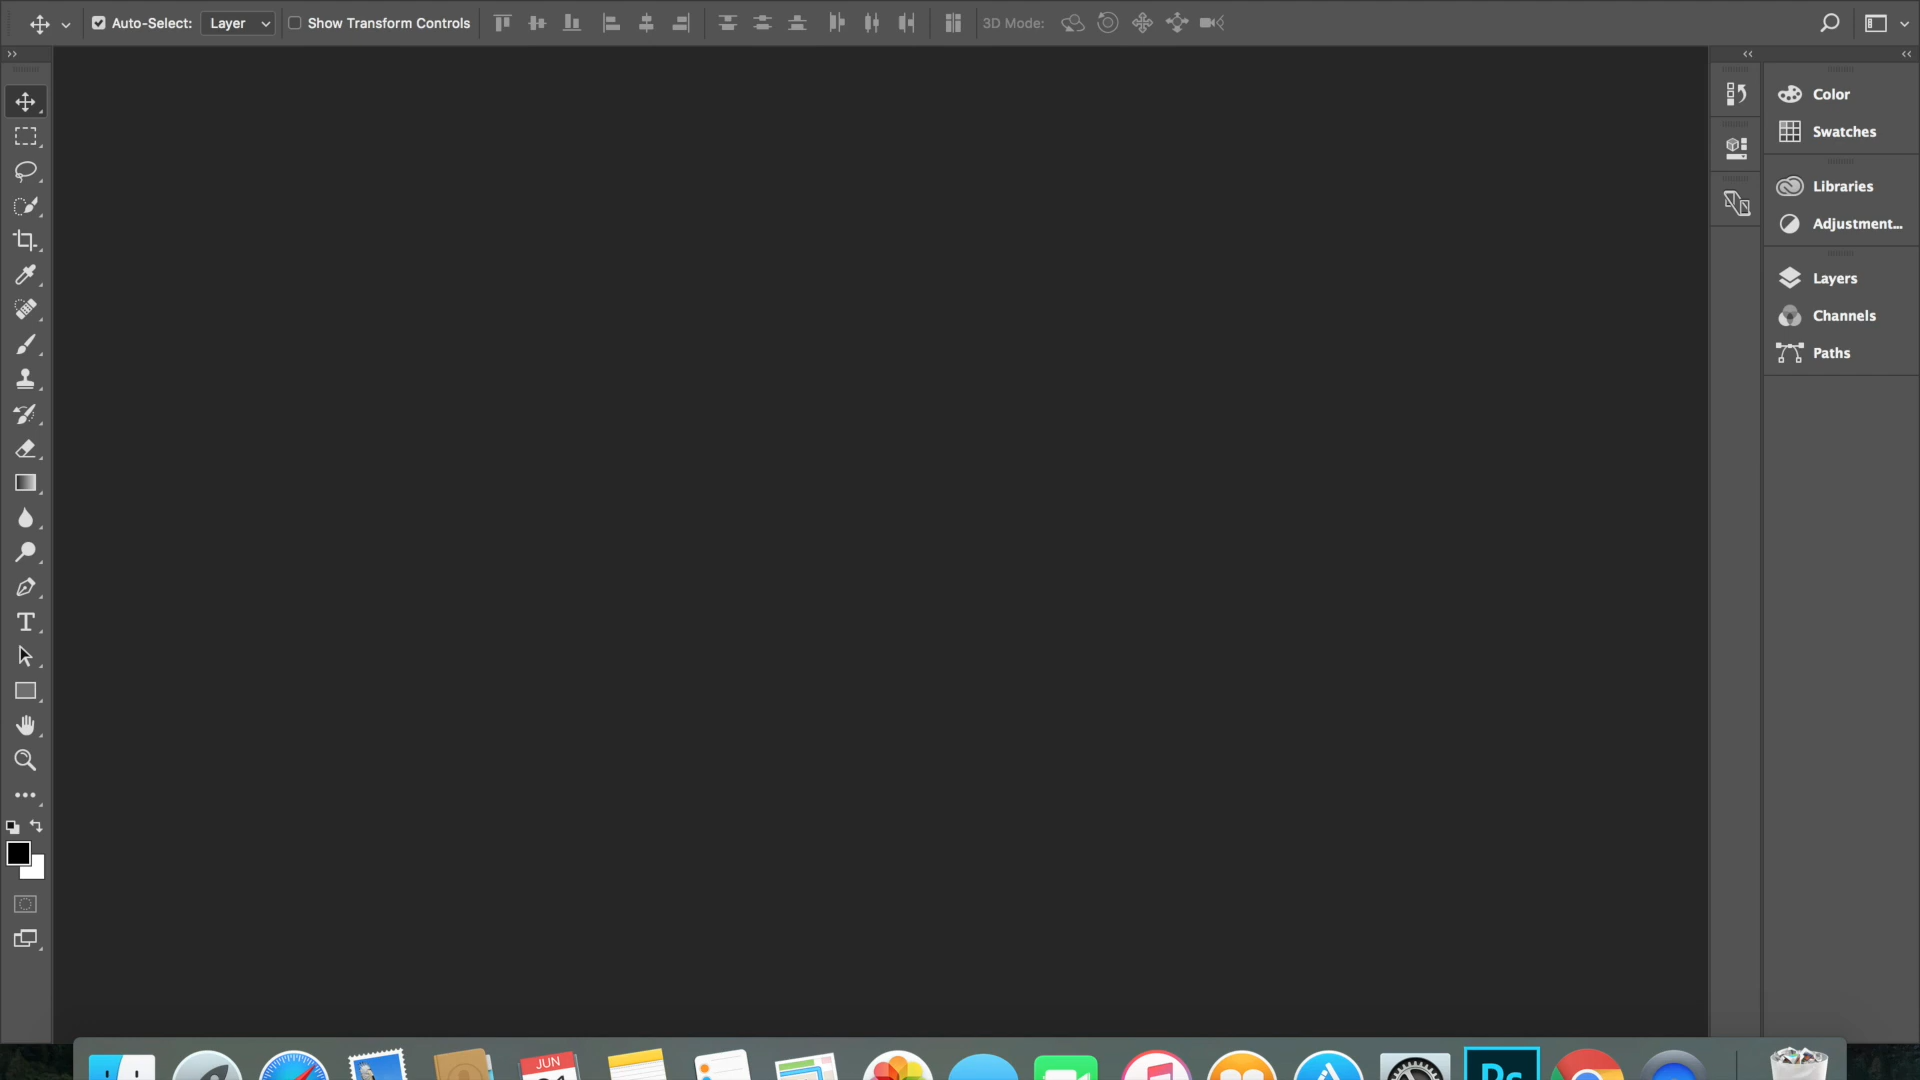 Auto-Select: Layer Show Transform Controls 3D Mode:
Color
Swatches
Libraries
Adjustment...
Layers
Channels
Paths
T
JUN
Ps